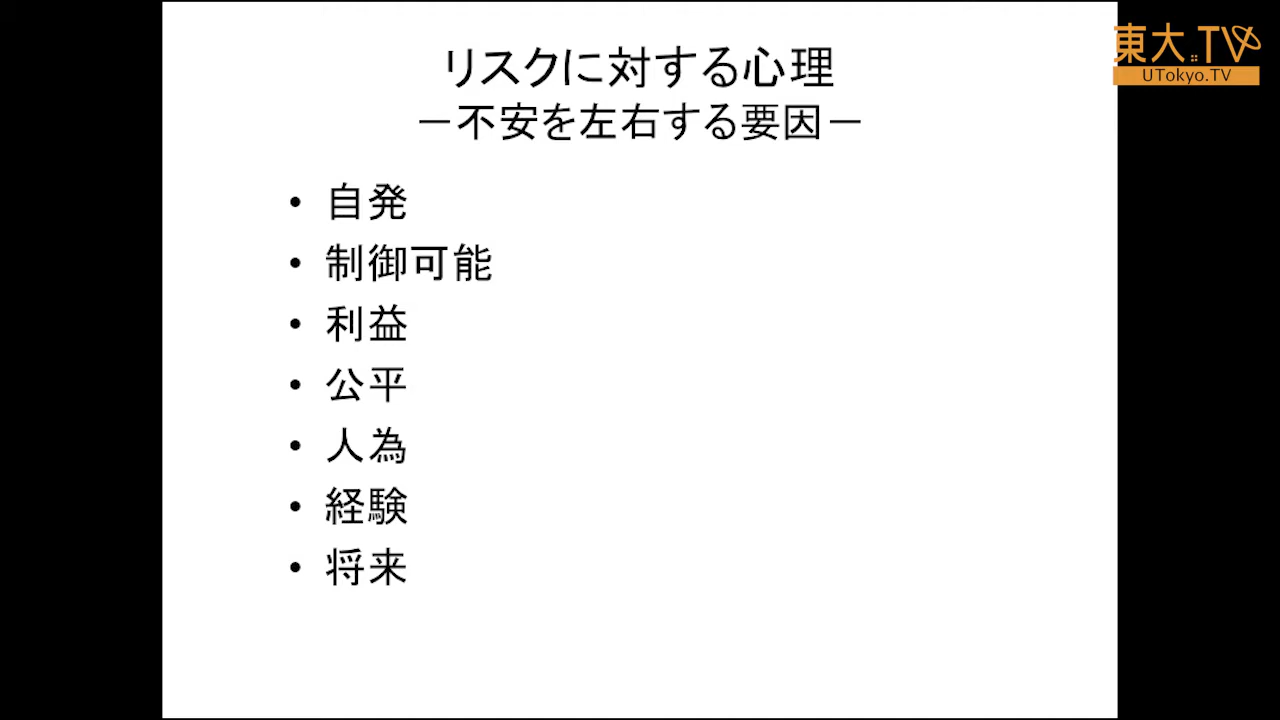 リスクに対する心理
－不安を左右する要因－
• 自発
• 制御可能
• 利益
• 公平
• 人為
• 経験
• 将来
東大.TV
UTokyo.TV